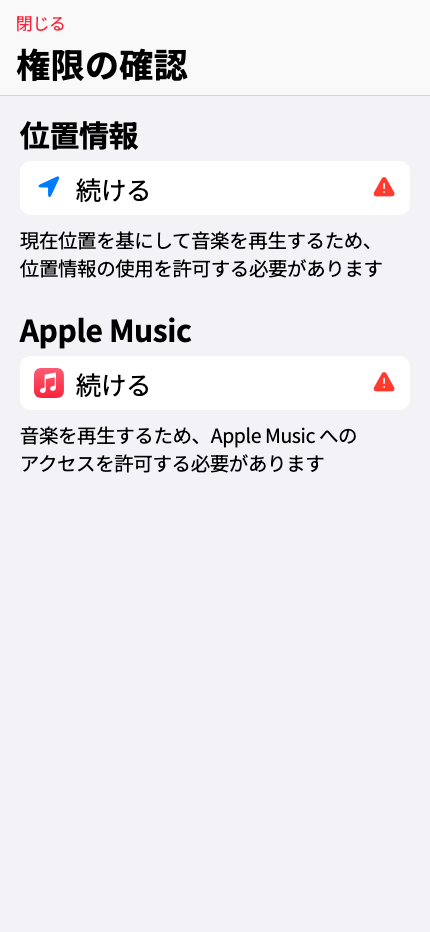 閉じる
権限の確認
位置情報
続ける
現在位置を基にして音楽を再生するため、
位置情報の使用を許可する必要があります
Apple Music
続ける
音楽を再生するため、Apple Music への
アクセスを許可する必要があります